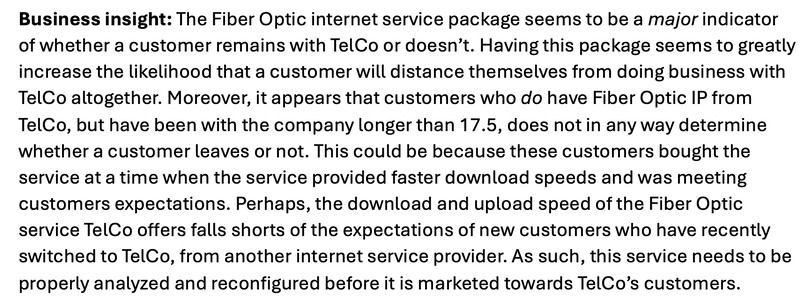 Business insight: The Fiber Optic internet service package seems to be a major indicator
of whether a customer remains with TelCo or doesn’t. Having this package seems to greatly
increase the likelihood that a customer will distance themselves from doing business with
TelCo altogether. Moreover, it appears that customers who do have Fiber Optic IP from
TelCo, but have been with the company longer than 17.5, does not in any way determine
whether a customer leaves or not. This could be because these customers bought the
service at a time when the service provided faster download speeds and was meeting
customers expectations. Perhaps, the download and upload speed of the Fiber Optic
service TelCo offers falls shorts of the expectations of new customers who have recently
switched to TelCo, from another internet service provider. As such, this service needs to be
properly analyzed and reconfigured before it is marketed towards TelCo’s customers.